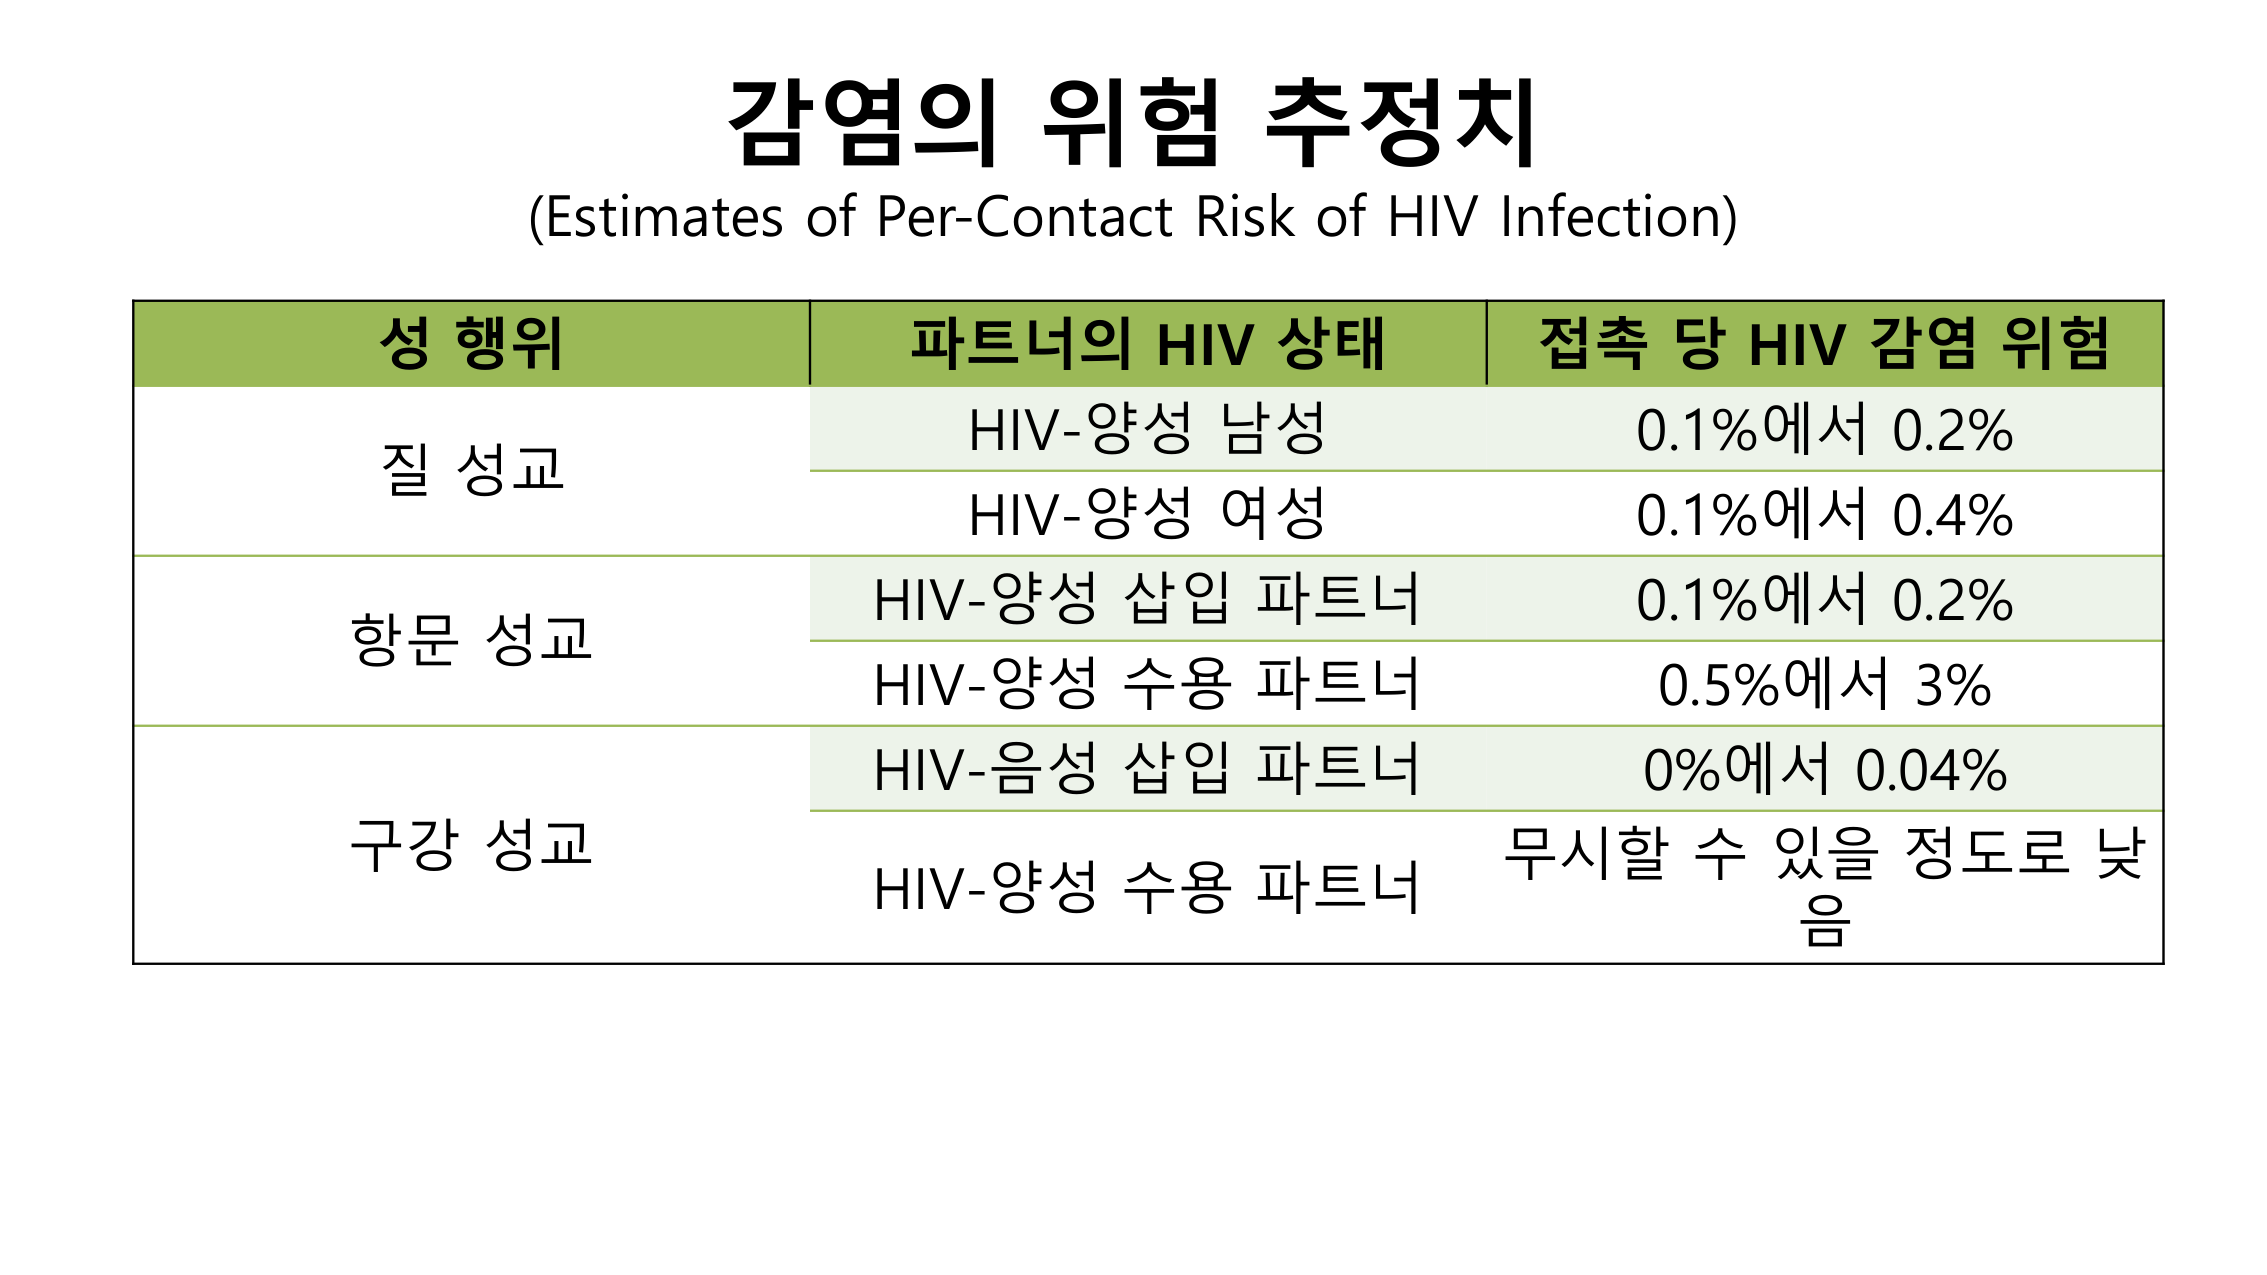 감염의 위험 추정치
(Estimates of Per-Contact Risk of HIV Infection)
성 행위 파트너의 HIV 상태 접촉 당 HIV 감염 위험
질 성교
HIV-양성 남성 0.1%에서 0.2%
HIV-양성 여성 0.1%에서 0.4%
항문 성교
HIV-양성 삽입 파트너 0.1%에서 0.2%
HIV-양성 수용 파트너 0.5%에서 3%
구강 성교
HIV-음성 삽입 파트너 0%에서 0.04%
HIV-양성 수용 파트너 무시할 수 있을 정도로 낮
음